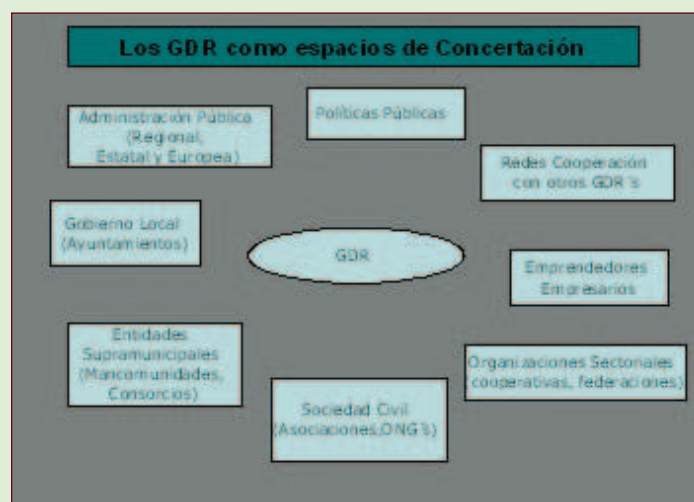 Los GDR como espacios de Concertación
Políticas Públicas
Administración Pública
(Regional,
Estatal y Europea)
Redes Cooperación
con otros GDR´s
Gobierno Local
(Ayuntamientos)
GDR
Emprendedores
Empresarios
Entidades
Supramunicipales
(Mancomunidades,
Consorcios)
Organizaciones Sectoriales
(cooperativas, federaciones)
Sociedad Civil
(Asociaciones,ONG´s)